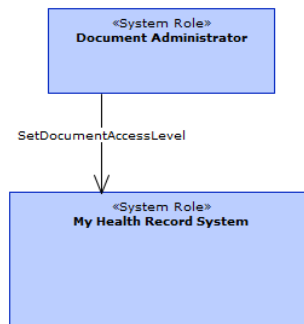 «System Role»
Document Administrator
SetDocumentAccessLevel
«System Role»
My Health Record System